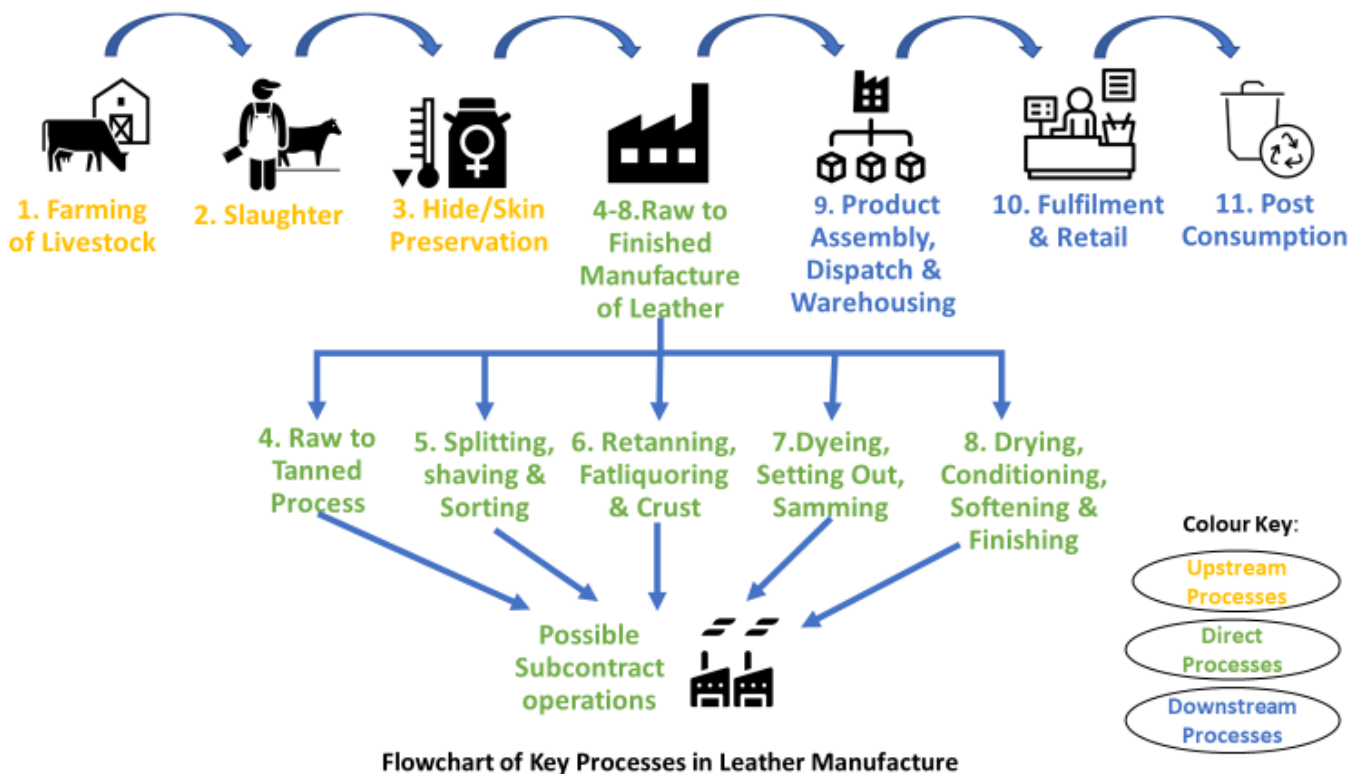 1. Farming
of Livestock
2. Slaughter
3. Hide/Skin
Preservation
4-8.Raw to
Finished
Manufacture
of Leather
9. Product
Assembly,
Dispatch &
Warehousing
10. Fulfilment
& Retail
11. Post
Consumption
4. Raw to
Tanned
Process
5. Splitting,
shaving &
Sorting
6. Retanning,
Fatliquoring
& Crust
7.Dyeing,
Setting Out,
Samming
8. Drying,
Conditioning,
Softening &
Finishing
Possible
Subcontract
operations
Colour Key:
Upstream
Processes
Direct
Processes
Downstream
Processes
Flowchart of Key Processes in Leather Manufacture